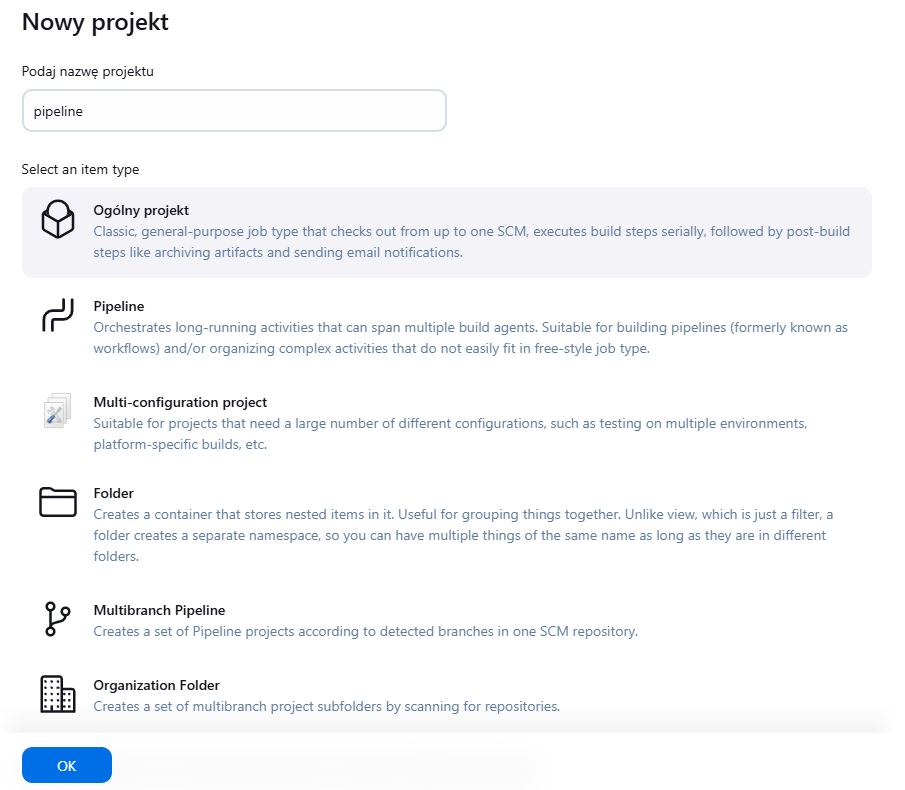 Nowy projekt
Podaj nazwę projektu
pipeline
Select an item type
Ogólny projekt
Classic, general-purpose job type that checks out from up to one SCM, executes build steps serially, followed by post-build
steps like archiving artifacts and sending email notifications.
Pipeline
Orchestrates long-running activities that can span multiple build agents. Suitable for building pipelines (formerly known as
workflows) and/or organizing complex activities that do not easily fit in free-style job type.
Multi-configuration project
Suitable for projects that need a large number of different configurations, such as testing on multiple environments,
platform-specific builds, etc.
Folder
Creates a container that stores nested items in it. Useful for grouping things together. Unlike view, which is just a filter, a
folder creates a separate namespace, so you can have multiple things of the same name as long as they are in different
folders.
Multibranch Pipeline
Creates a set of Pipeline projects according to detected branches in one SCM repository.
Organization Folder
Creates a set of multibranch project subfolders by scanning for repositories.
OK